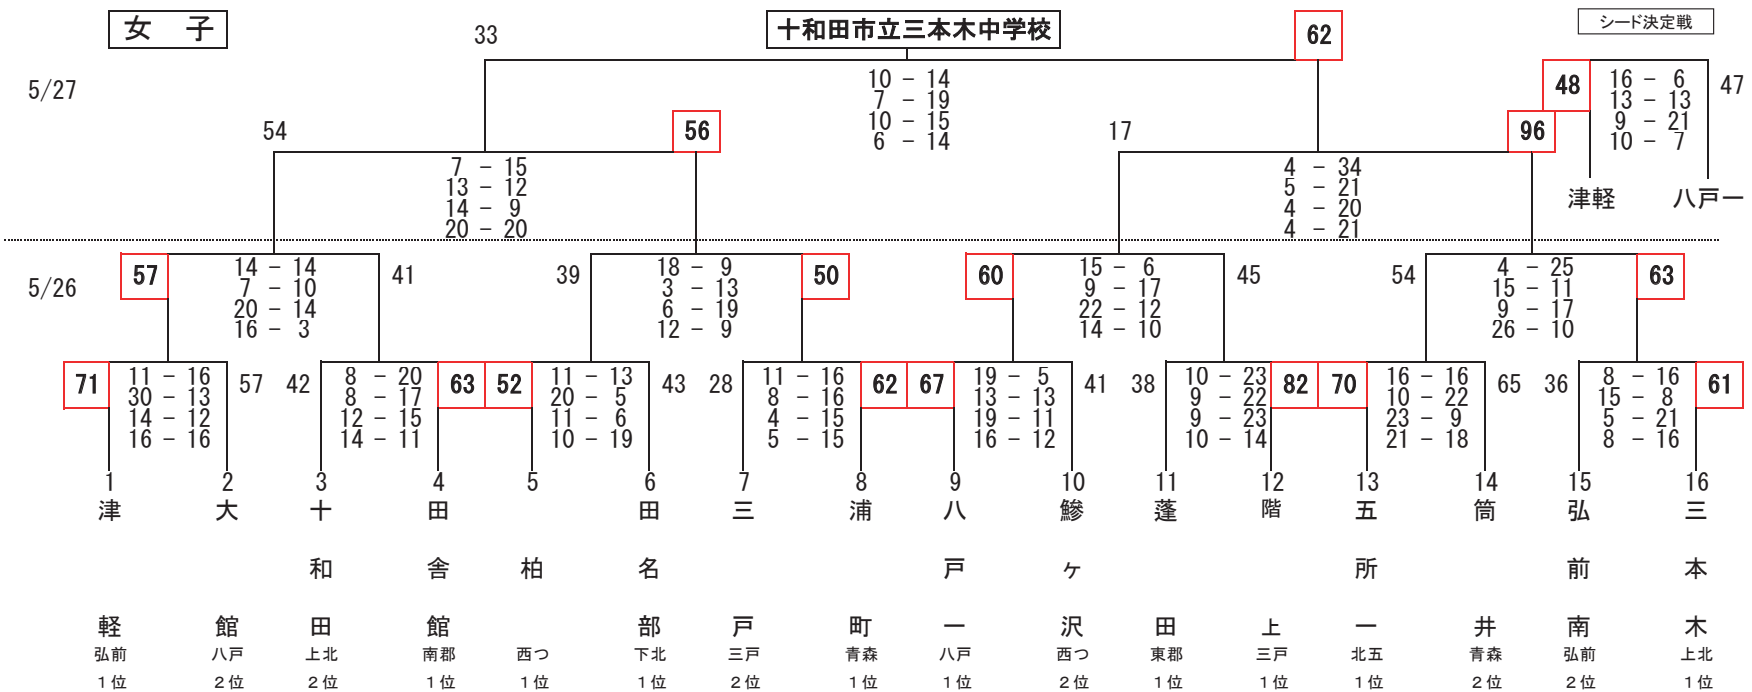 女　子
十和田市立三本木中学校
シード決定戦
33
62
5/27
10 - 14
7 - 19
10 - 15
6 - 14
48
16 - 6
13 - 13
9 - 21
10 - 7
47
津軽
八戸一
54
56
7 - 15
13 - 12
14 - 9
20 - 20
17
96
4 - 34
5 - 21
4 - 20
4 - 21
5/26
57
14 - 14
7 - 10
20 - 14
16 - 3
41
39
18 - 9
3 - 13
6 - 19
12 - 9
50
60
15 - 6
9 - 17
22 - 12
14 - 10
45
54
4 - 25
15 - 11
9 - 17
26 - 10
63
71
11 - 16
30 - 13
14 - 12
16 - 16
57
42
8 - 20
8 - 17
12 - 15
14 - 11
63
52
11 - 13
20 - 5
11 - 6
10 - 19
43
28
11 - 16
8 - 16
4 - 15
5 - 15
62
67
19 - 5
13 - 13
19 - 11
16 - 12
41
38
10 - 23
9 - 22
9 - 23
10 - 14
82
70
16 - 16
10 - 22
23 - 9
21 - 18
65
36
8 - 16
15 - 8
5 - 21
8 - 16
61
1 2 3 4 5 6 7 8 9 10 11 12 13 14 15 16
津軽
大館
十和田
田舎館
柏
田名部
三戸
浦町
八戸一
鰺ヶ沢
蓬田
階上
五所一
筒井
弘前南
三本木
弘前 八戸 上北 南郡 西つ 下北 三戸 青森 八戸 西つ 東郡 三戸 北五 青森 弘前 上北
1位 2位 2位 1位 1位 1位 2位 1位 1位 2位 1位 1位 1位 2位 2位 1位